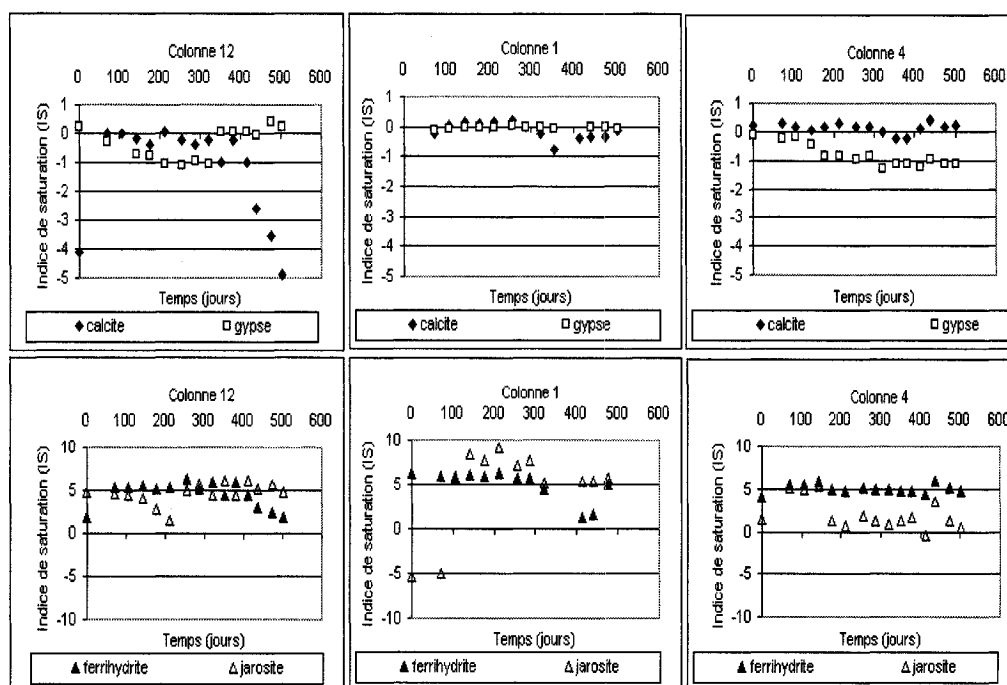 Colonne 12
0 100 200 300 400 500 600
Indice de saturation (IS)
1
0
-1
-2
-3
-4
-5
Temps (jours)
calcite gypse
Colonne 1
0 100 200 300 400 500 600
Indice de saturation (IS)
1
0
-1
-2
-3
-4
-5
Temps (jours)
calcite gypse
Colonne 4
0 100 200 300 400 500 600
Indice de saturation (IS)
1
0
-1
-2
-3
-4
-5
Temps (jours)
calcite gypse
Colonne 12
0 100 200 300 400 500 600
Indice de saturation (IS)
10
5
0
-5
-10
Temps (jours)
ferrihydrite jarosite
Colonne 1
0 100 200 300 400 500 600
Indice de saturation (IS)
10
5
0
-5
-10
Temps (jours)
ferrihydrite jarosite
Colonne 4
0 100 200 300 400 500 600
Indice de saturation (IS)
10
5
0
-5
-10
Temps (jours)
ferrihydrite jarosite